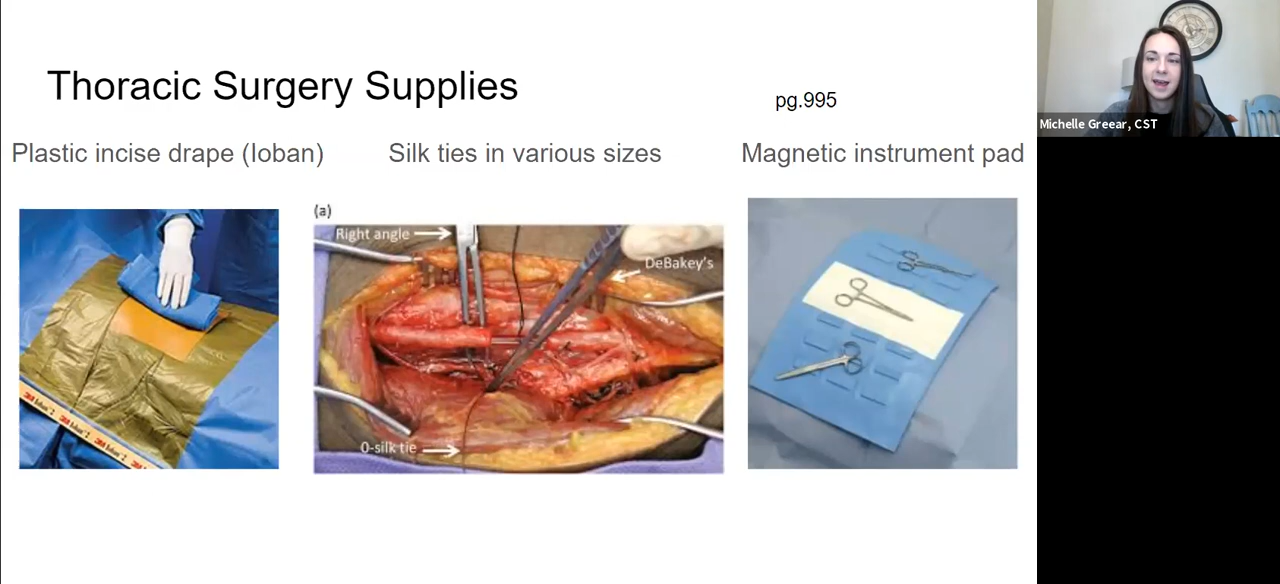 Thoracic Surgery Supplies
pg.995
Plastic incise drape (Ioban)
Silk ties in various sizes
Magnetic instrument pad
(a)
Right angle
DeBakey's
0-silk tie
Michelle Greear, CST